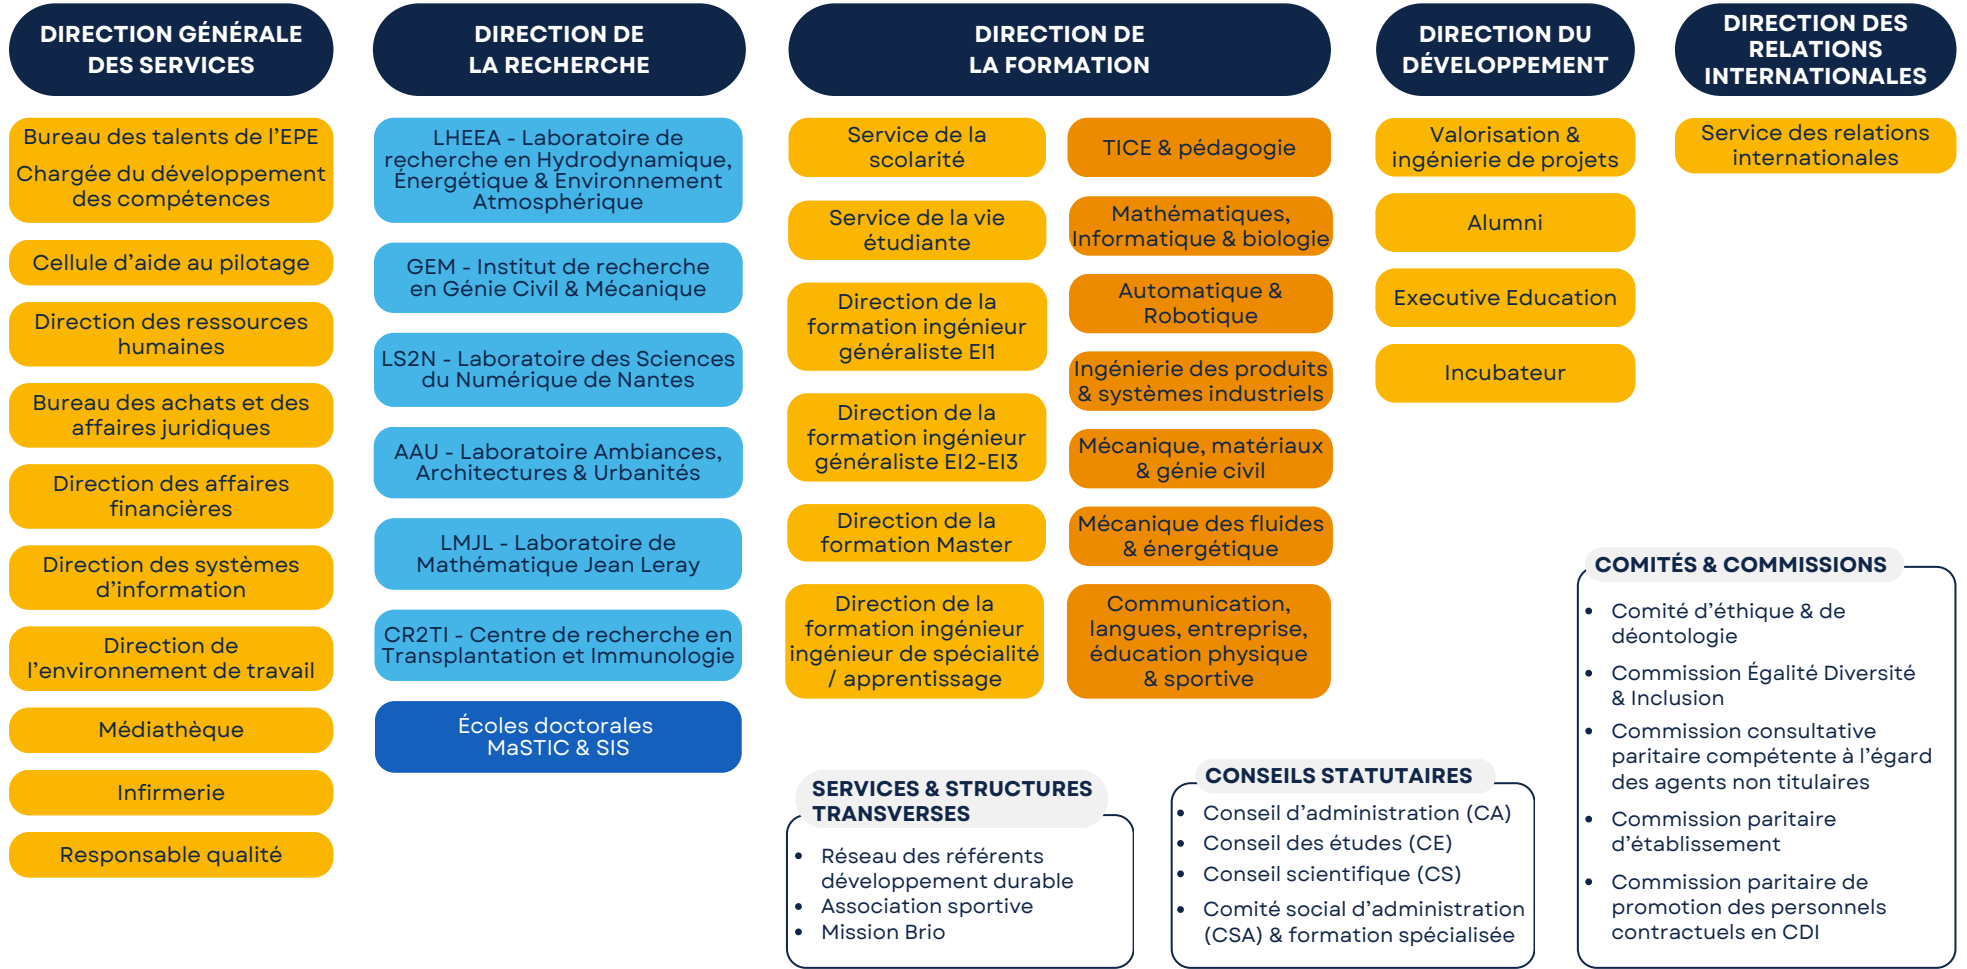 DIRECTION GÉNÉRALE
DES SERVICES
Bureau des talents de l'EPE
Chargée du développement
des compétences
Cellule d'aide au pilotage
Direction des ressources
humaines
Bureau des achats et des
affaires juridiques
Direction des affaires
financières
Direction des systèmes
d'information
Direction de
l'environnement de travail
Médiathèque
Infirmerie
Responsable qualité
DIRECTION DE
LA RECHERCHE
LHEEA - Laboratoire de
recherche en Hydrodynamique,
Énergétique & Environnement
Atmosphérique
GEM - Institut de recherche
en Génie Civil & Mécanique
LS2N - Laboratoire des Sciences
du Numérique de Nantes
AAU - Laboratoire Ambiances,
Architectures & Urbanités
LMJL - Laboratoire de
Mathématique Jean Leray
CR2TI - Centre de recherche en
Transplantation et Immunologie
Écoles doctorales
MaSTIC & SIS
DIRECTION DE
LA FORMATION
Service de la
scolarité
Service de la vie
étudiante
Direction de la
formation ingénieur
généraliste EI1
Direction de la
formation ingénieur
généraliste EI2-EI3
Direction de la
formation Master
Direction de la
formation ingénieur
ingénieur de spécialité
/ apprentissage
TICE & pédagogie
Mathématiques,
Informatique & biologie
Automatique &
Robotique
Ingénierie des produits
& systèmes industriels
Mécanique, matériaux
& génie civil
Mécanique des fluides
& énergétique
Communication,
langues, entreprise,
éducation physique
& sportive
DIRECTION DU
DÉVELOPPEMENT
Valorisation &
ingénierie de projets
Alumni
Executive Education
Incubateur
DIRECTION DES
RELATIONS
INTERNATIONALES
Service des relations
internationales
SERVICES & STRUCTURES
TRANSVERSES
• Réseau des référents
développement durable
• Association sportive
• Mission Brio
CONSEILS STATUTAIRES
• Conseil d'administration (CA)
• Conseil des études (CE)
• Conseil scientifique (CS)
• Comité social d'administration
(CSA) & formation spécialisée
COMITÉS & COMMISSIONS
• Comité d'éthique & de
déontologie
• Commission Égalité Diversité
& Inclusion
• Commission consultative
paritaire compétente à l'égard
des agents non titulaires
• Commission paritaire
d'établissement
• Commission paritaire de
promotion des personnels
contractuels en CDI